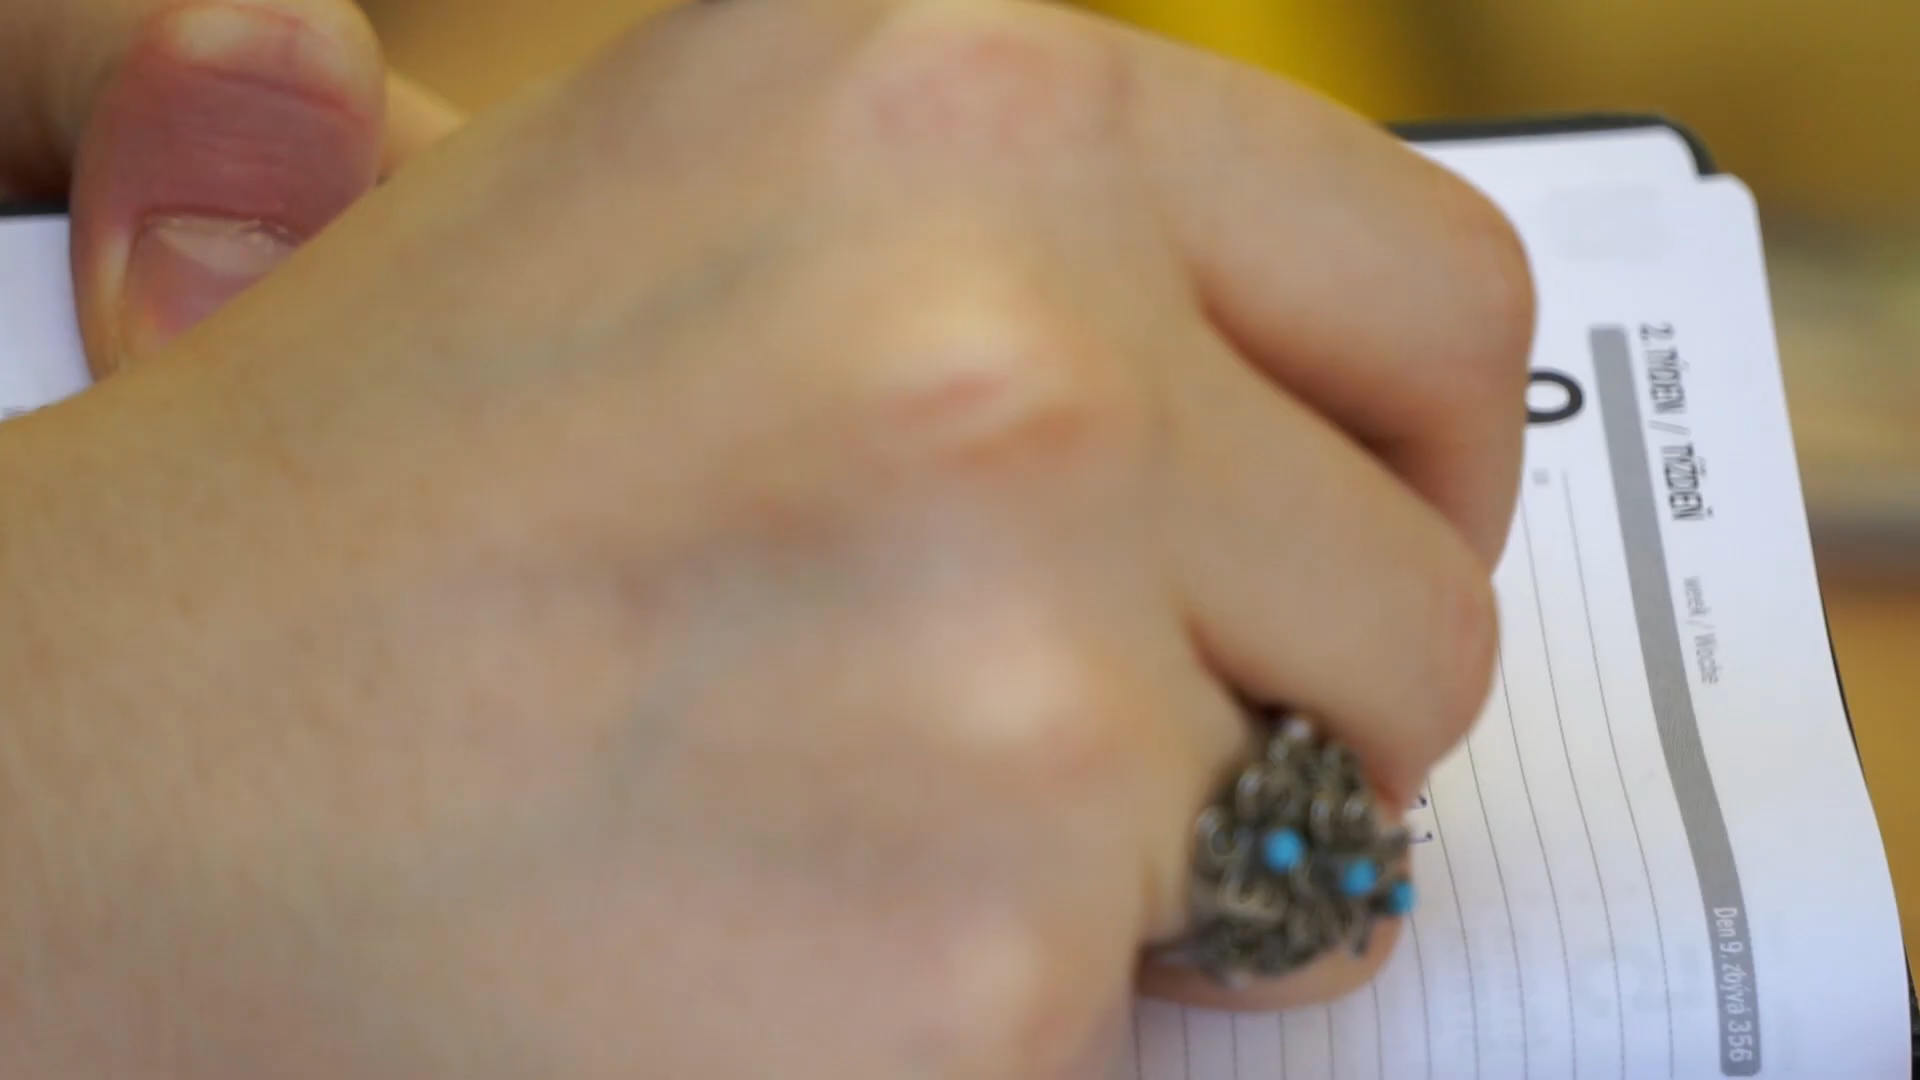 2. TÝDEN / TÝŽDEŇ
week / Woche
Den 9, zbývá 356